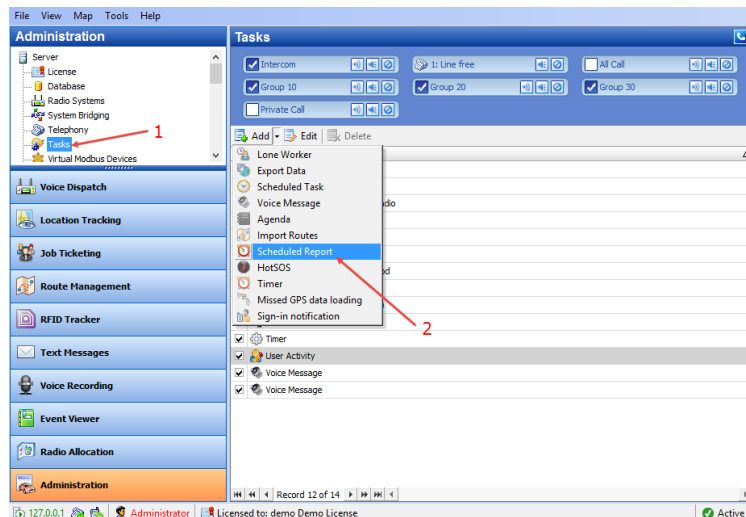 File View Map Tools Help
Administration
Server
License
Database
Radio Systems
System Bridging
Telephony
Tasks
Virtual Modbus Devices
1
Voice Dispatch
Location Tracking
Job Ticketing
Route Management
RFID Tracker
Text Messages
Voice Recording
Event Viewer
Radio Allocation
Administration
Tasks
Intercom
1: Line free
All Call
Group 10
Group 20
Group 30
Private Call
Add Edit Delete
Lone Worker
Export Data
Scheduled Task
Voice Message
Agenda
Import Routes
Scheduled Report
HotSOS
Timer
Missed GPS data loading
Sign-in notification
2
Timer
User Activity
Voice Message
Voice Message
Record 12 of 14
127.0.0.1 Administrator Licensed to: demo Demo License Active